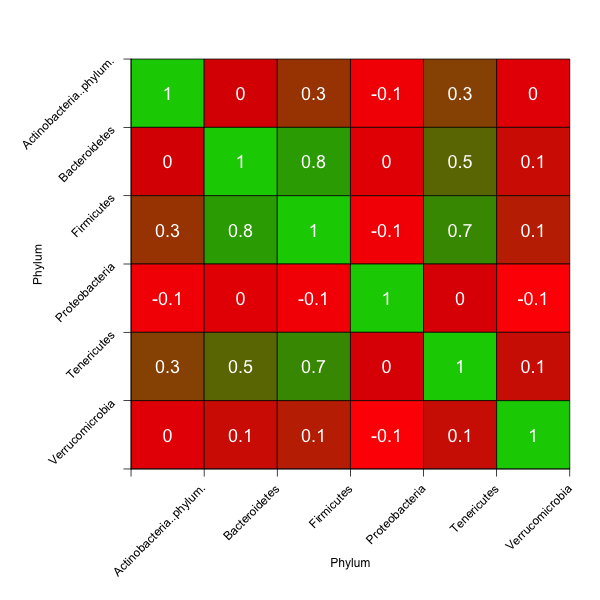 Actinobacteria..phylum. 1 0 0.3 -0.1 0.3 0
Bacteroidetes 0 1 0.8 0 0.5 0.1
Firmicutes 0.3 0.8 1 -0.1 0.7 0.1
Phylum
Proteobacteria -0.1 0 -0.1 1 0 -0.1
Tenericutes 0.3 0.5 0.7 0 1 0.1
Verrucomicrobia 0 0.1 0.1 -0.1 0.1 1
Actinobacteria..phylum. Bacteroidetes Firmicutes Proteobacteria Tenericutes Verrucomicrobia
Phylum